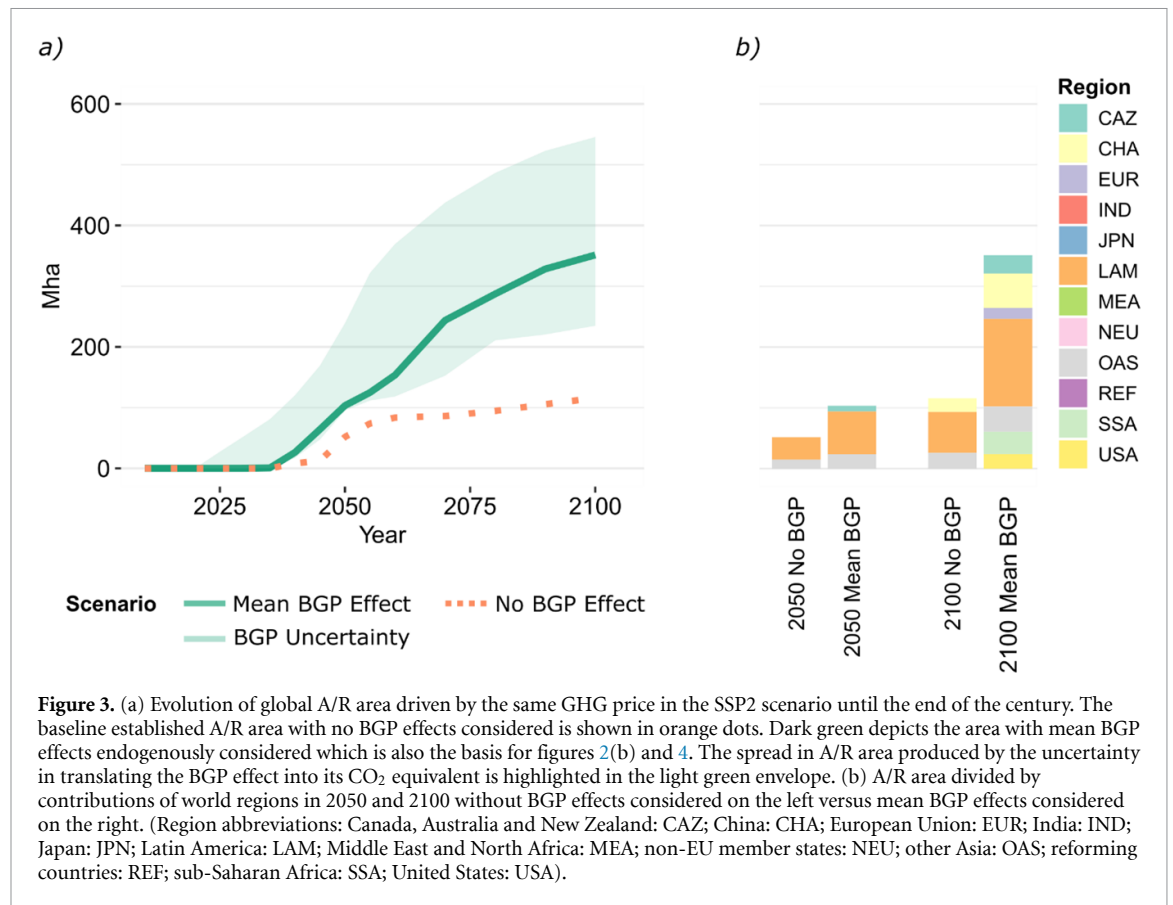 a)
b)
600
400
200
0
Mha
2025
2050
2075
2100
Year
2050 No BGP
2050 Mean BGP
2100 No BGP
2100 Mean BGP
Region
CAZ
CHA
EUR
IND
JPN
LAM
MEA
NEU
OAS
REF
SSA
USA
Scenario
Mean BGP Effect
No BGP Effect
BGP Uncertainty
Figure 3. (a) Evolution of global A/R area driven by the same GHG price in the SSP2 scenario until the end of the century. The
baseline established A/R area with no BGP effects considered is shown in orange dots. Dark green depicts the area with mean BGP
effects endogenously considered which is also the basis for figures 2(b) and 4. The spread in A/R area produced by the uncertainty
in translating the BGP effect into its CO₂ equivalent is highlighted in the light green envelope. (b) A/R area divided by
contributions of world regions in 2050 and 2100 without BGP effects considered on the left versus mean BGP effects considered
on the right. (Region abbreviations: Canada, Australia and New Zealand: CAZ; China: CHA; European Union: EUR; India: IND;
Japan: JPN; Latin America: LAM; Middle East and North Africa: MEA; non-EU member states: NEU; other Asia: OAS; reforming
countries: REF; sub-Saharan Africa: SSA; United States: USA).